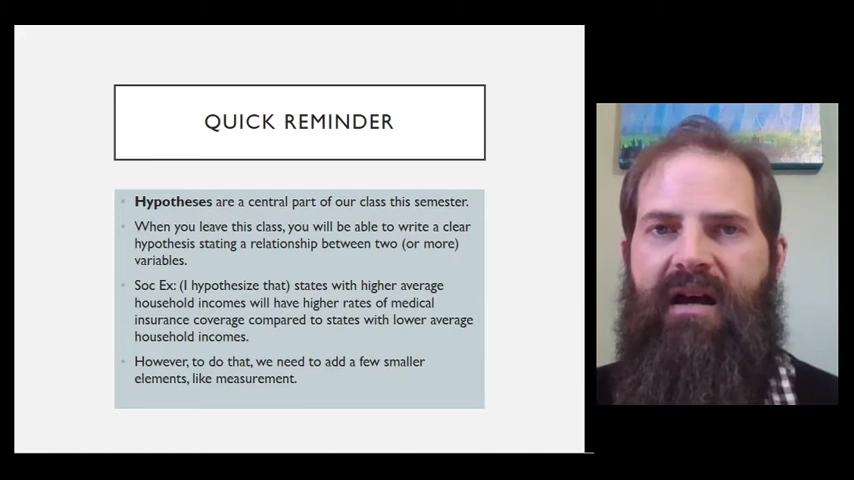 QUICK REMINDER
Hypotheses are a central part of our class this semester.
When you leave this class, you will be able to write a clear
hypothesis stating a relationship between two (or more)
variables.
Soc Ex: (I hypothesize that) states with higher average
household incomes will have higher rates of medical
insurance coverage compared to states with lower average
household incomes.
However, to do that, we need to add a few smaller
elements, like measurement.